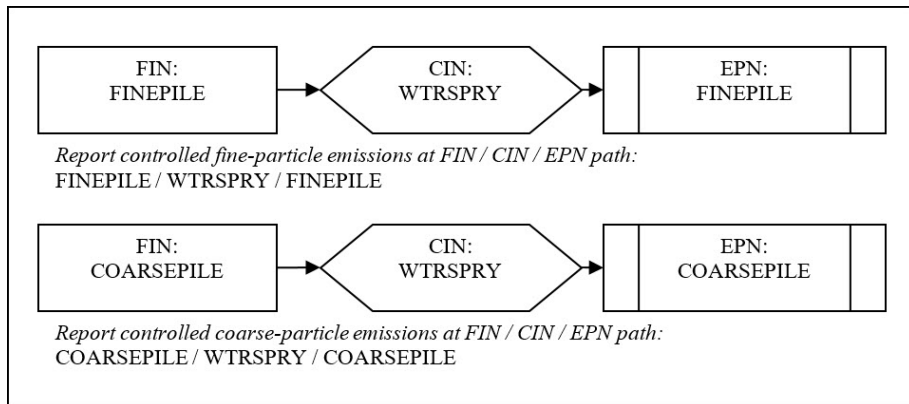 FIN:
FINEPILE
CIN:
WTRSPRY
EPN:
FINEPILE
Report controlled fine-particle emissions at FIN / CIN / EPN path:
FINEPILE / WTRSPRY / FINEPILE
FIN:
COARSEPILE
CIN:
WTRSPRY
EPN:
COARSEPILE
Report controlled coarse-particle emissions at FIN / CIN / EPN path:
COARSEPILE / WTRSPRY / COARSEPILE